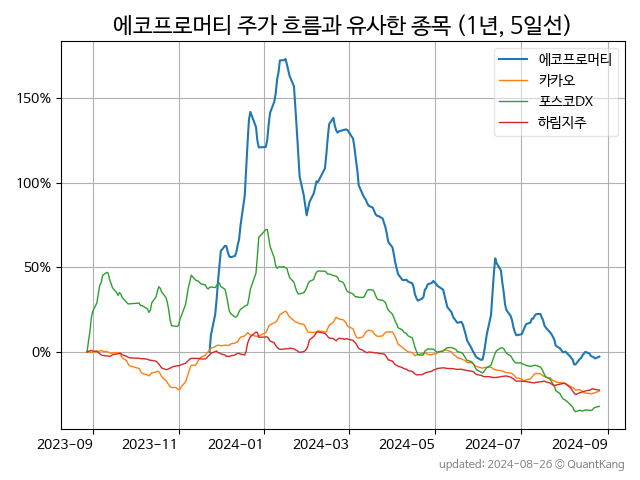 에코프로머티 주가 흐름과 유사한 종목 (1년, 5일선)
에코프로머티
카카오
포스코DX
하림지주
150%
100%
50%
0%
2023-09 2023-11 2024-01 2024-03 2024-05 2024-07 2024-09
updated: 2024-08-26 © QuantKang